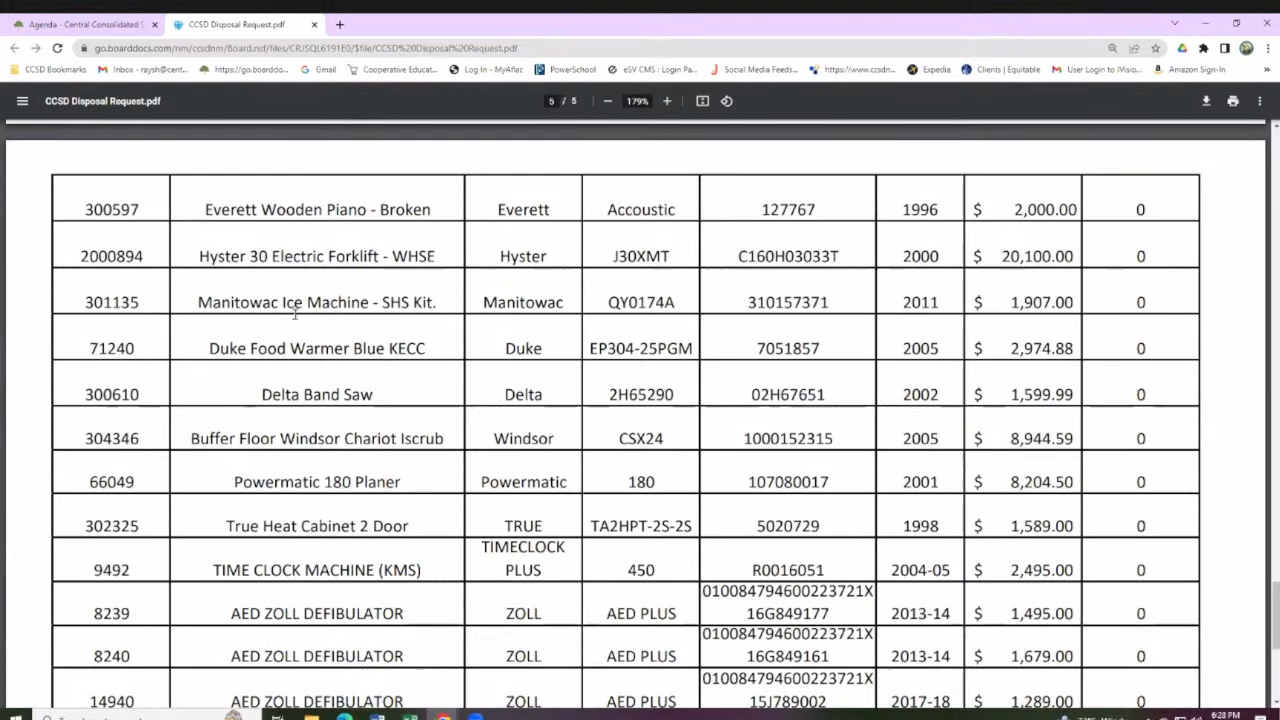 Agenda - Central Consolidated S
CCSD Disposal Request.pdf
go.boarddocs.com/nm/ccsdnm/Board.nsf/files/CRJSQL6191E0/$file/CCSD%20Disposal%20Request.pdf
CCSD Bookmarks Inbox - raysh@cent... https://go.boarddo... Gmail Cooperative Educat... Log In - MyAflac PowerSchool eSV CMS : Login Pa... Social Media Feeds... https://www.ccsdn... Expedia Clients | Equitable User Login to iVisio... Amazon Sign-In »
CCSD Disposal Request.pdf 5 / 5 179%
300597 Everett Wooden Piano - Broken Everett Accoustic 127767 1996 $ 2,000.00 0
2000894 Hyster 30 Electric Forklift - WHSE Hyster J30XMT C160H03033T 2000 $ 20,100.00 0
301135 Manitowac Ice Machine - SHS Kit. Manitowac QY0174A 310157371 2011 $ 1,907.00 0
71240 Duke Food Warmer Blue KECC Duke EP304-25PGM 7051857 2005 $ 2,974.88 0
300610 Delta Band Saw Delta 2H65290 02H67651 2002 $ 1,599.99 0
304346 Buffer Floor Windsor Chariot Iscrub Windsor CSX24 1000152315 2005 $ 8,944.59 0
66049 Powermatic 180 Planer Powermatic 180 107080017 2001 $ 8,204.50 0
302325 True Heat Cabinet 2 Door TRUE TA2HPT-2S-2S 5020729 1998 $ 1,589.00 0
TIMECLOCK
9492 TIME CLOCK MACHINE (KMS) PLUS 450 R0016051 2004-05 $ 2,495.00 0
010084794600223721X
8239 AED ZOLL DEFIBULATOR ZOLL AED PLUS 16G849177 2013-14 $ 1,495.00 0
010084794600223721X
8240 AED ZOLL DEFIBULATOR ZOLL AED PLUS 16G849161 2013-14 $ 1,679.00 0
010084794600223721X
14940 AED ZOLL DEFIBULATOR ZOLL AED PLUS 15J789002 2017-18 $ 1,289.00 0
6:28 PM